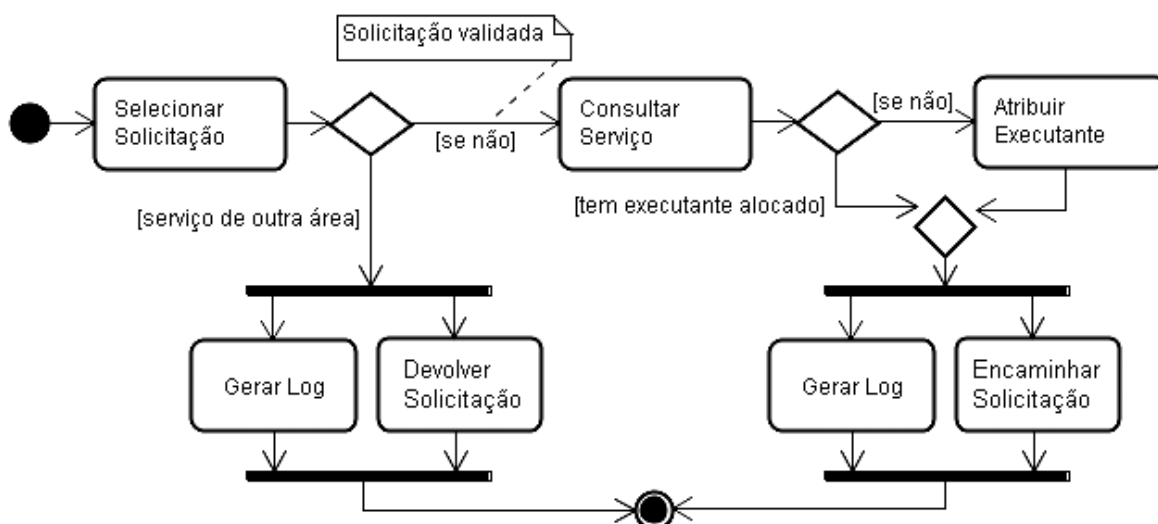 Solicitação validada
Selecionar
Solicitação
[se não]
Consultar
Serviço
[se não]
Atribuir
Executante
[serviço de outra área]
[tem executante alocado]
Gerar Log
Devolver
Solicitação
Gerar Log
Encaminhar
Solicitação